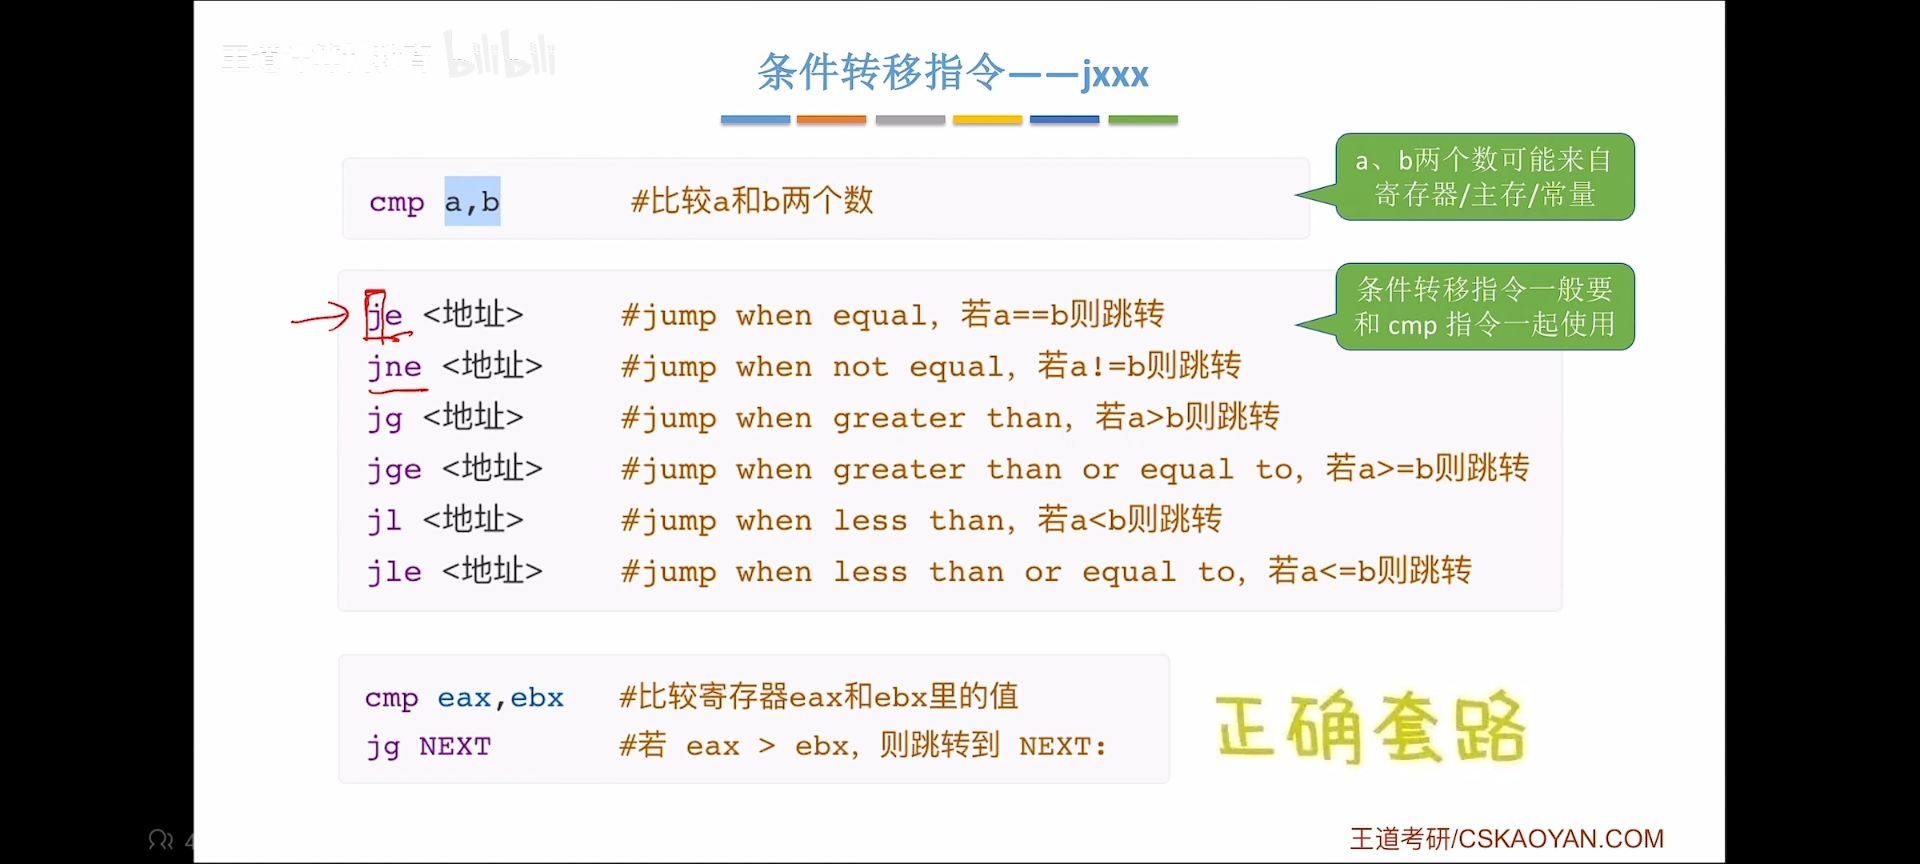 bilibili
条件转移指令——jxxx
a、b两个数可能来自
寄存器/主存/常量
cmp a,b #比较a和b两个数
条件转移指令一般要
和 cmp 指令一起使用
je <地址> #jump when equal, 若a==b则跳转
jne <地址> #jump when not equal, 若a!=b则跳转
jg <地址> #jump when greater than, 若a>b则跳转
jge <地址> #jump when greater than or equal to, 若a>=b则跳转
jl <地址> #jump when less than, 若a<b则跳转
jle <地址> #jump when less than or equal to, 若a<=b则跳转
cmp eax,ebx #比较寄存器eax和ebx里的值
jg NEXT #若 eax > ebx, 则跳转到 NEXT:
正确套路
王道考研/CSKAOYAN.COM